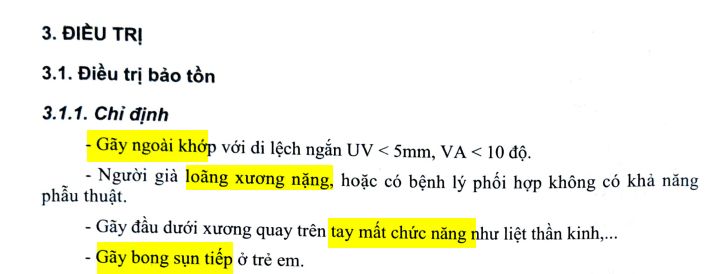 3. ĐIỀU TRỊ
3.1. Điều trị bảo tồn
3.1.1. Chỉ định
- Gãy ngoài khớp với di lệch ngắn UV < 5mm, VA < 10 độ.
- Người già loãng xương nặng, hoặc có bệnh lý phối hợp không có khả năng
phẫu thuật.
- Gãy đầu dưới xương quay trên tay mất chức năng như liệt thần kinh,...
- Gãy bong sụn tiếp ở trẻ em.